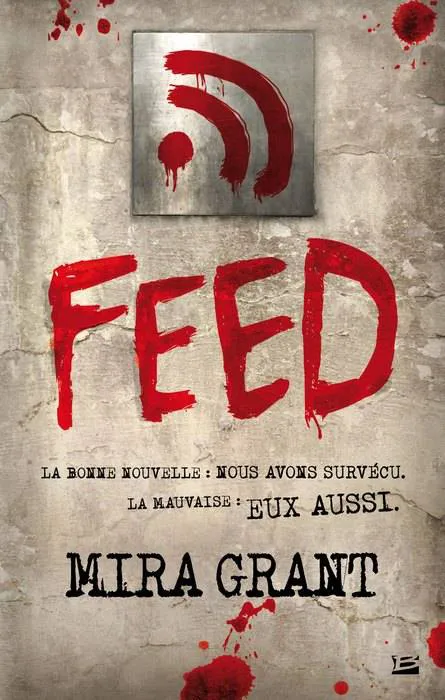 FEED
LA BONNE NOUVELLE : NOUS AVONS SURVÉCU.
LA MAUVAISE : EUX AUSSI.
MIRA GRANT
B